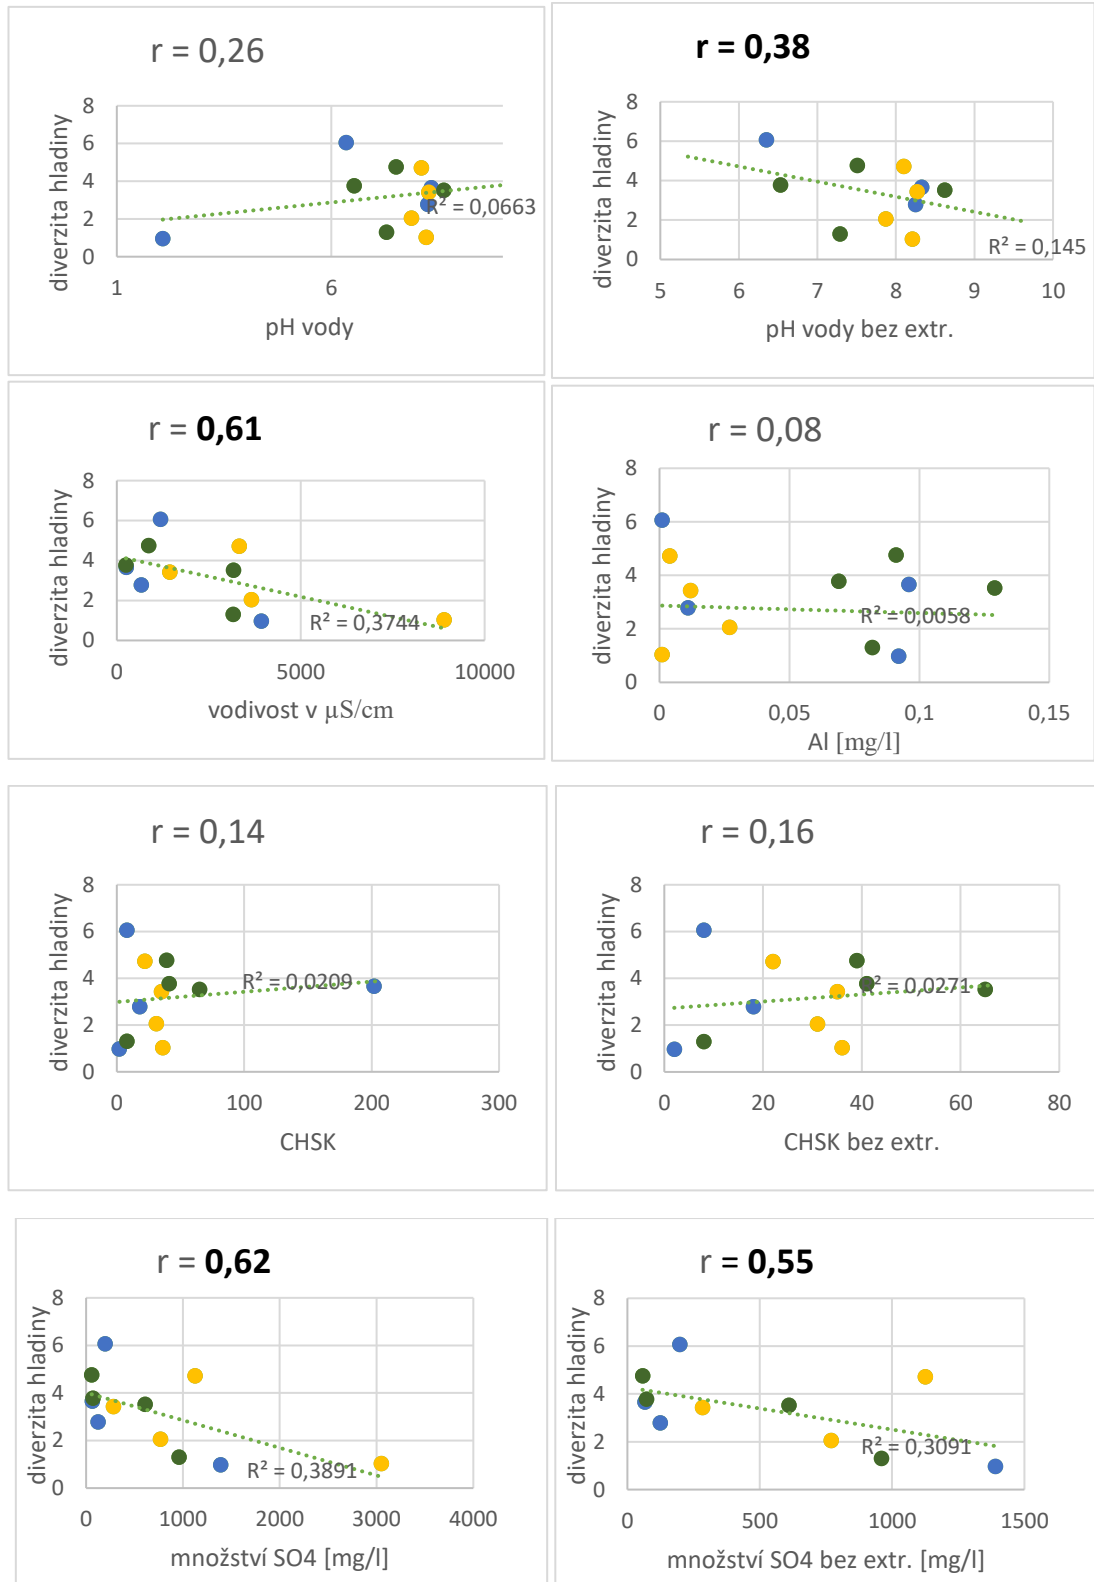 r = 0,26
diverzita hladiny
8
6
4
2
0
R² = 0,0663
1
6
pH vody
r = 0,38
diverzita hladiny
8
6
4
2
0
R² = 0,145
5
6
7
8
9
10
pH vody bez extr.
r = 0,61
diverzita hladiny
8
6
4
2
0
R² = 0,3744
0
5000
10000
vodivost v µS/cm
r = 0,08
diverzita hladiny
8
6
4
2
0
R² = 0,0058
0
0,05
0,1
0,15
Al [mg/l]
r = 0,14
diverzita hladiny
8
6
4
2
0
R² = 0,0209
0
100
200
300
CHSK
r = 0,16
diverzita hladiny
8
6
4
2
0
R² = 0,0271
0
20
40
60
80
CHSK bez extr.
r = 0,62
diverzita hladiny
8
6
4
2
0
R² = 0,3891
0
1000
2000
3000
4000
množství SO4 [mg/l]
r = 0,55
diverzita hladiny
8
6
4
2
0
R² = 0,3091
0
500
1000
1500
množství SO4 bez extr. [mg/l]